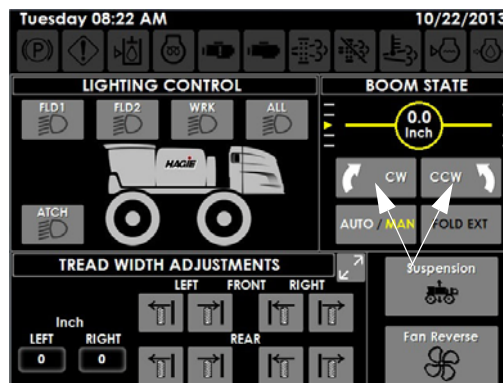 Tuesday 08:22 AM 10/22/2013
LIGHTING CONTROL
BOOM STATE
FLD1 FLD2 WRK ALL
0.0
Inch
HAGIE
CW CCW
ATCH
AUTO / MAN FOLD EXT
TREAD WIDTH ADJUSTMENTS
Suspension
LEFT FRONT RIGHT
Inch
LEFT RIGHT
0 0
REAR
Fan Reverse